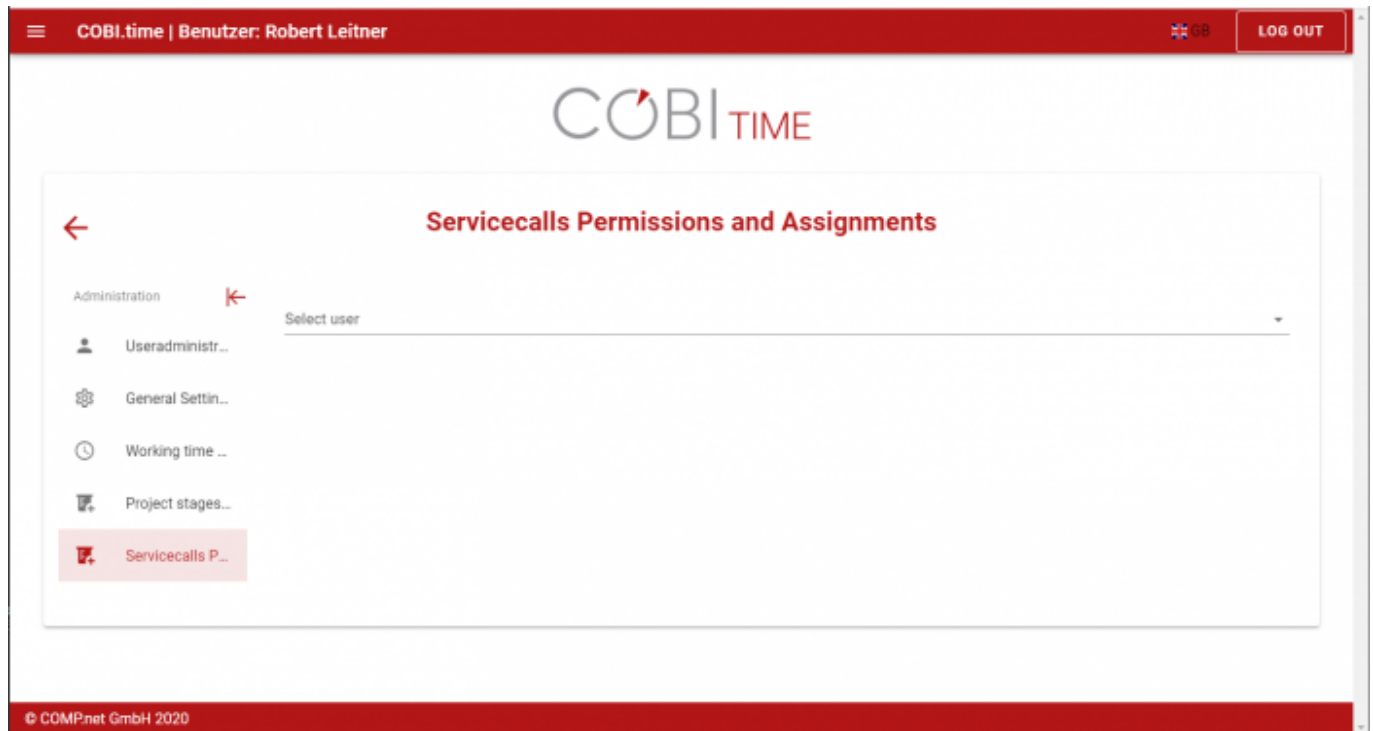 COBI.time | Benutzer: Robert Leitner
GB
LOG OUT
COBI TIME
Servicecalls Permissions and Assignments
Administration
Select user
Useradministr...
General Settin...
Working time ...
Project stages...
Servicecalls P...
© COMP.net GmbH 2020